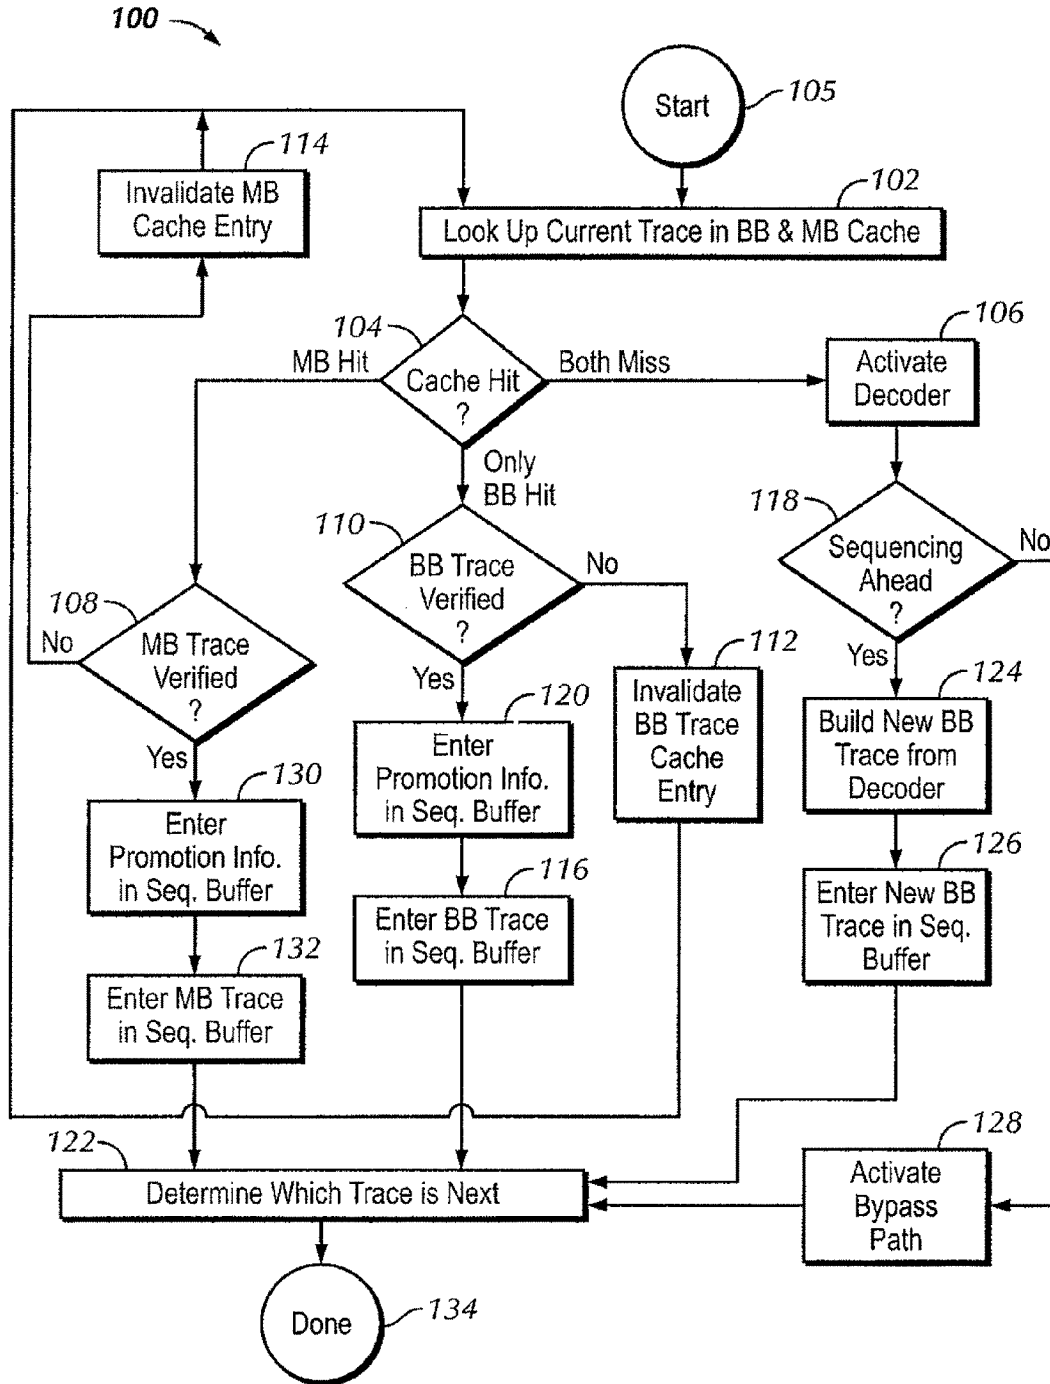 100
Start
105
114
Invalidate MB
Cache Entry
102
Look Up Current Trace in BB & MB Cache
104
MB Hit
Cache Hit
?
Both Miss
106
Activate
Decoder
Only
BB Hit
110
BB Trace
Verified
?
No
Yes
118
Sequencing
Ahead
?
No
Yes
108
No
MB Trace
Verified
?
Yes
112
Invalidate
BB Trace
Cache
Entry
124
Build New BB
Trace from
Decoder
120
Enter
Promotion Info.
in Seq. Buffer
130
Enter
Promotion Info.
in Seq. Buffer
126
Enter New BB
Trace in Seq.
Buffer
116
Enter BB Trace
in Seq. Buffer
132
Enter MB Trace
in Seq. Buffer
122
Determine Which Trace is Next
128
Activate
Bypass
Path
Done
134